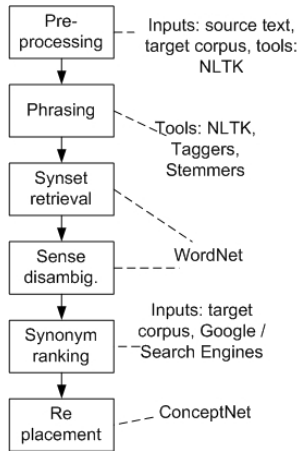 Pre-
processing
Inputs: source text,
target corpus, tools:
NLTK
Phrasing
Tools: NLTK,
Taggers,
Stemmers
Synset
retrieval
Sense
disambig.
WordNet
Synonym
ranking
Inputs: target
corpus, Google /
Search Engines
Re
placement
ConceptNet